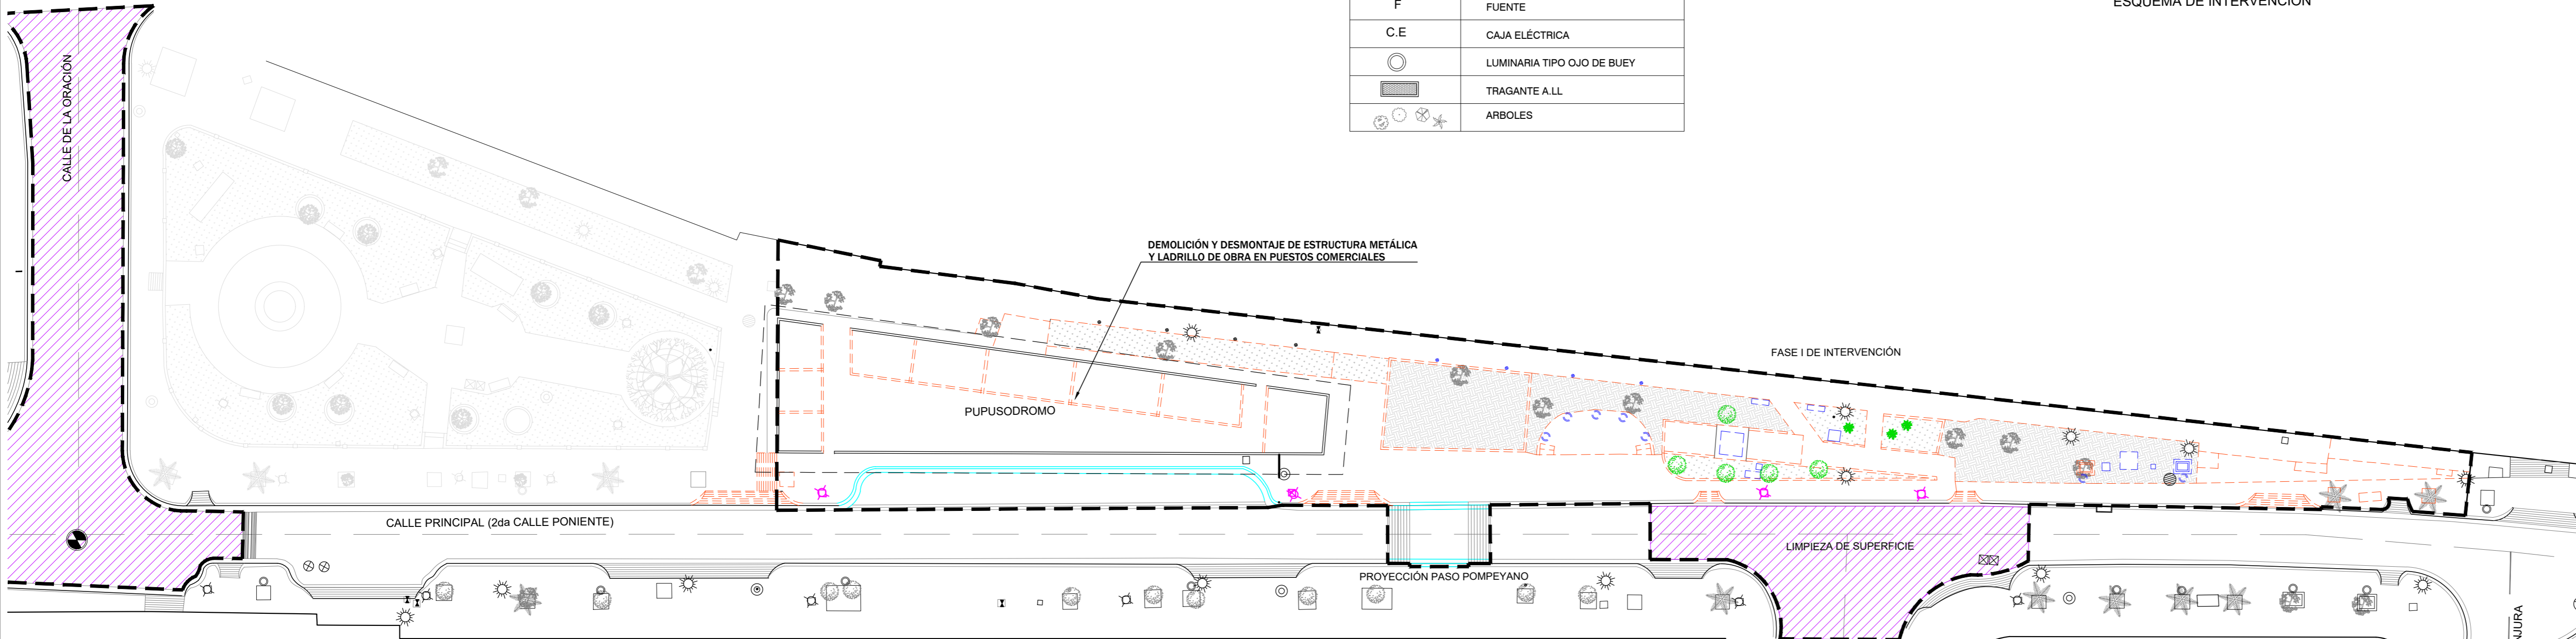 ESQUEMA DE INTERVENCIÓN
F
FUENTE
C.E
CAJA ELÉCTRICA
LUMINARIA TIPO OJO DE BUEY
TRAGANTE A.LL
ARBOLES
CALLE DE LA ORACIÓN
DEMOLICIÓN Y DESMONTAJE DE ESTRUCTURA METÁLICA
Y LADRILLO DE OBRA EN PUESTOS COMERCIALES
FASE I DE INTERVENCIÓN
PUPUSODROMO
CALLE PRINCIPAL (2da CALLE PONIENTE)
LIMPIEZA DE SUPERFICIE
PROYECCIÓN PASO POMPEYANO